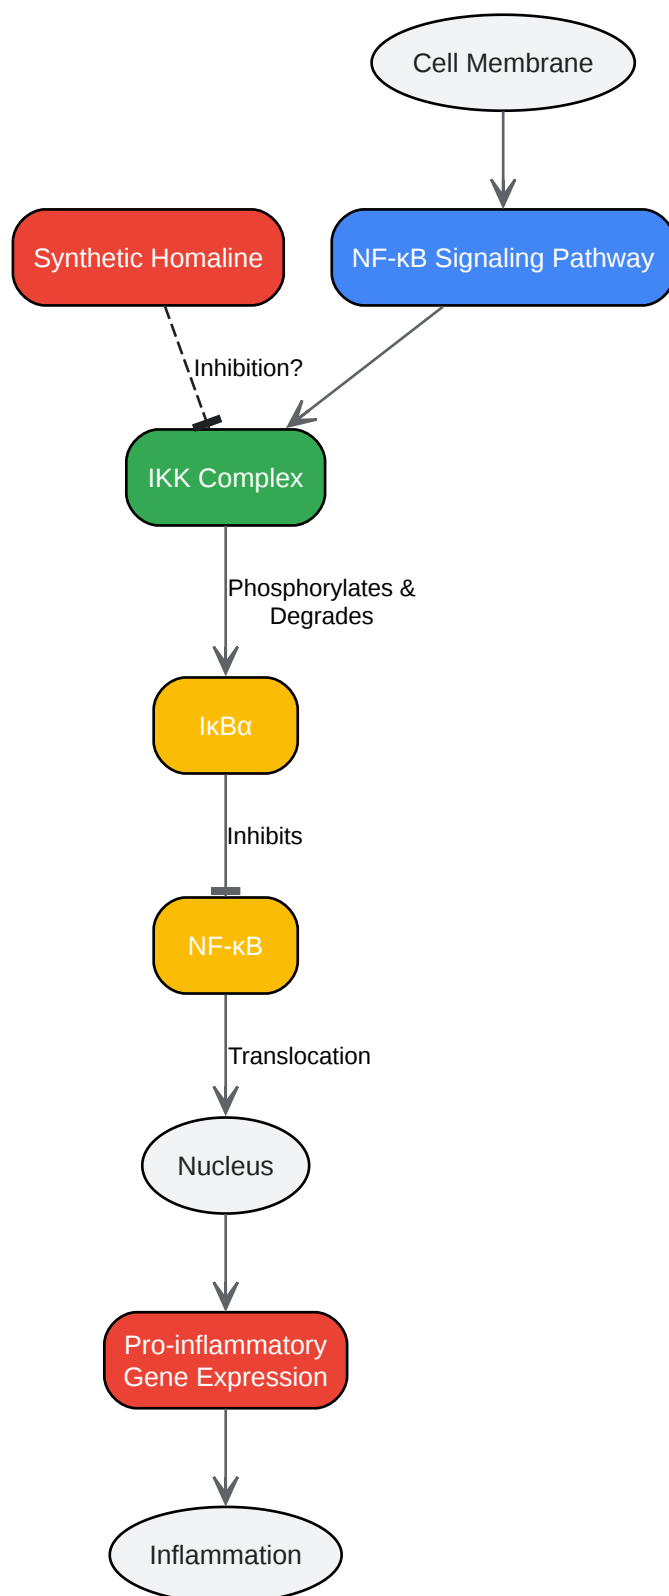 Cell Membrane
Synthetic Homaline
NF-κB Signaling Pathway
Inhibition?
IKK Complex
Phosphorylates &
Degrades
IκBα
Inhibits
NF-κB
Translocation
Nucleus
Pro-inflammatory
Gene Expression
Inflammation